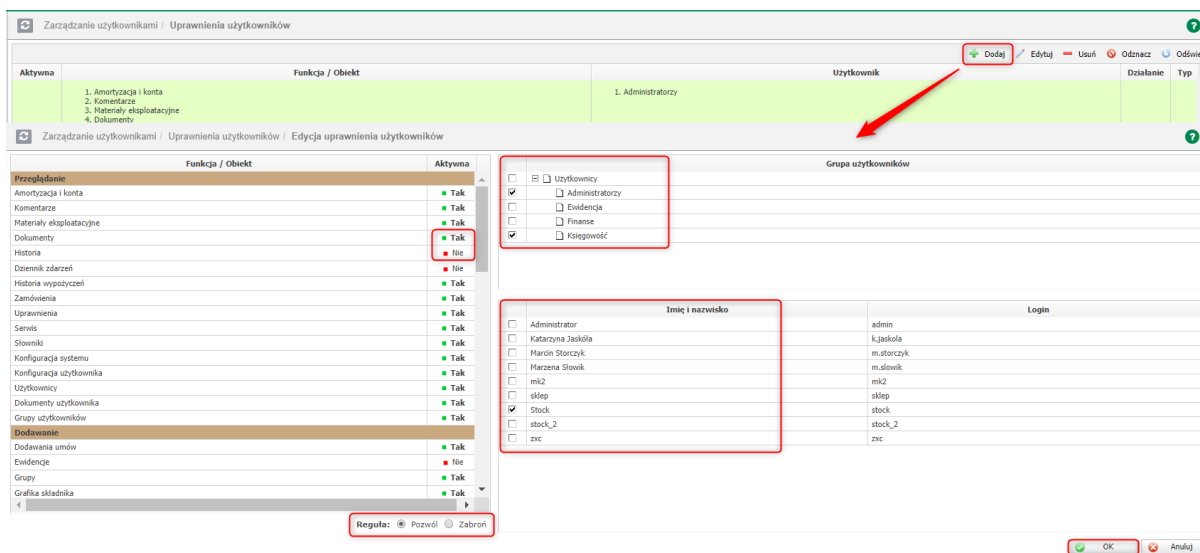 Zarządzanie użytkownikami / Uprawnienia użytkowników
?
Dodaj Edytuj Usuń Odznacz Odśwież
Aktywna Funkcja / Obiekt Użytkownik Działanie Typ
1. Amortyzacja i konta 1. Administratorzy
2. Komentarze
3. Materiały eksploatacyjne
4. Dokumenty
Zarządzanie użytkownikami / Uprawnienia użytkowników / Edycja uprawnienia użytkowników
?
Funkcja / Obiekt Aktywna
Przeglądanie
Amortyzacja i konta Tak
Komentarze Tak
Materiały eksploatacyjne Tak
Dokumenty Tak
Historia Nie
Dziennik zdarzeń Nie
Historia wypożyczeń Tak
Zamówienia Tak
Uprawnienia Tak
Serwis Tak
Słowniki Tak
Konfiguracja systemu Tak
Konfiguracja użytkownika Tak
Użytkownicy Tak
Dokumenty użytkownika Tak
Grupy użytkowników Tak
Dodawanie
Dodawania umów Tak
Ewidencje Nie
Grupy Tak
Grafika składnika Tak
Reguła: Pozwól Zabroń
Grupa użytkowników
Użytkownicy
Administratorzy
Ewidencja
Finanse
Księgowość
Imię i nazwisko Login
Administrator admin
Katarzyna Jaskóła k.jaskola
Marcin Storczyk m.storczyk
Marzena Słowik m.slowik
mk2 mk2
sklep sklep
Stock stock
stock_2 stock_2
zxc zxc
OK Anuluj